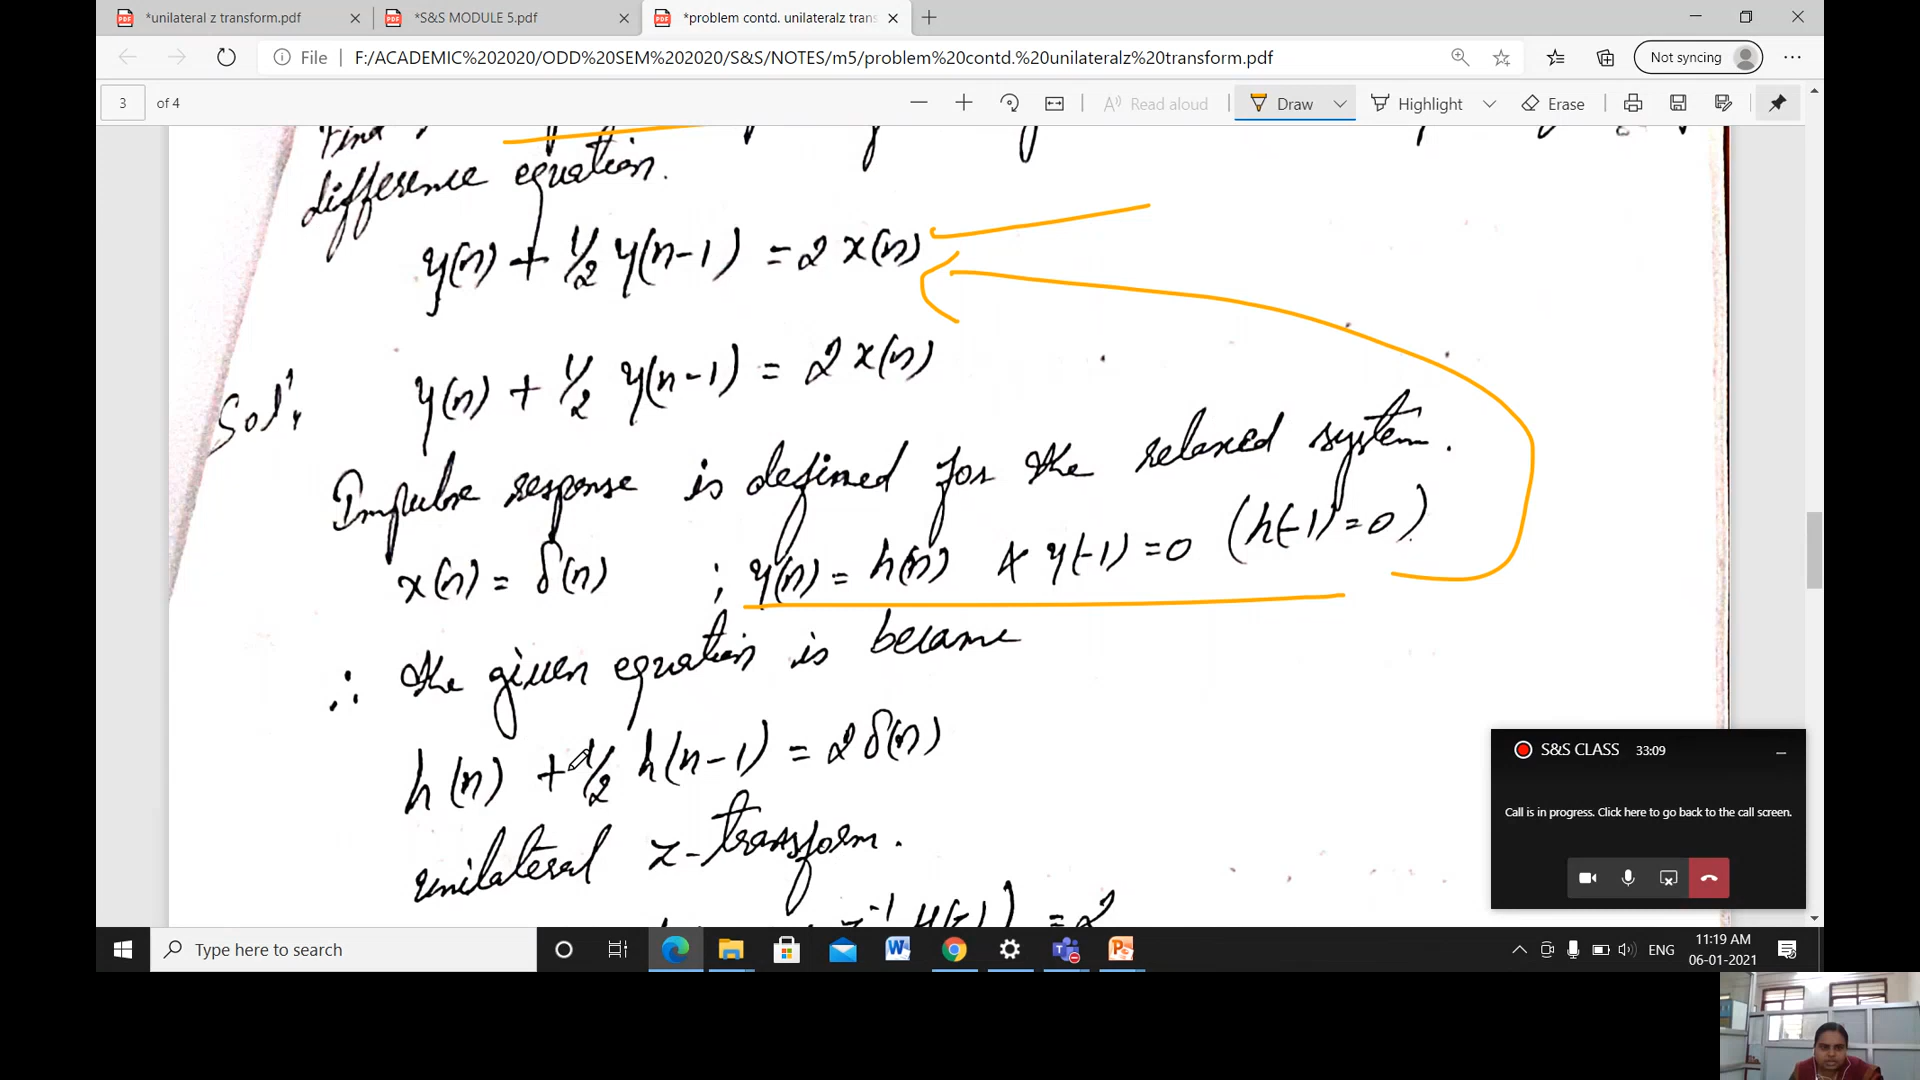 *unilateral z transform.pdf
*S&S MODULE 5.pdf
*problem contd. unilateralz trans
File F:/ACADEMIC%202020/ODD%20SEM%202020/S&S/NOTES/m5/problem%20contd.%20unilateralz%20transform.pdf
Not syncing
3 of 4
Read aloud
Draw
Highlight
Erase
Find
difference equation.
y(n) + 1/2 y(n-1) = 2 x(n)
Sol:
y(n) + 1/2 y(n-1) = 2 x(n)
Impulse response is defined for the relaxed system.
x(n) = δ(n) ; y(n) = h(n) & y(-1) = 0 (h(-1) = 0)
∴ the given equation is became
h(n) + 1/2 h(n-1) = 2 δ(n)
unilateral z-transform.
z⁻¹ H(z)) = 2
S&S CLASS 33:09
Call is in progress. Click here to go back to the call screen.
Type here to search
ENG
11:19 AM
06-01-2021